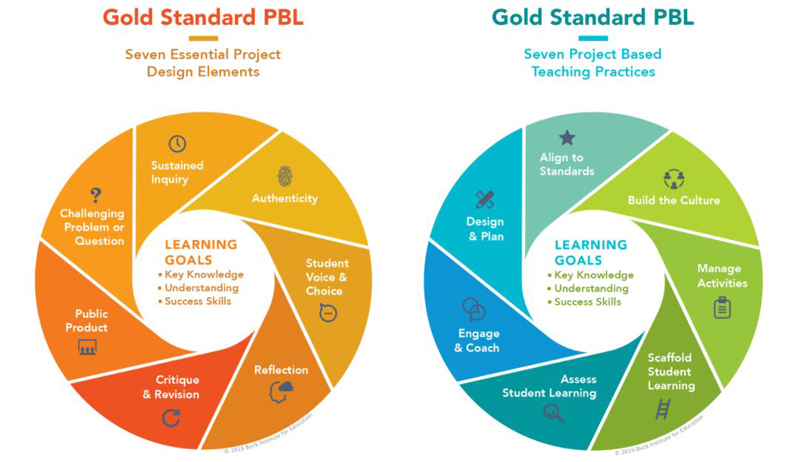 Gold Standard PBL
Seven Essential Project
Design Elements
Sustained
Inquiry
Authenticity
Student
Voice &
Choice
Reflection
Critique
& Revision
Public
Product
Challenging
Problem or
Question
?
LEARNING
GOALS
• Key Knowledge
• Understanding
• Success Skills
© 2019 Buck Institute for Education
Gold Standard PBL
Seven Project Based
Teaching Practices
Align to
Standards
Build the Culture
Manage
Activities
Scaffold
Student
Learning
Assess
Student Learning
Engage
& Coach
Design
& Plan
LEARNING
GOALS
• Key Knowledge
• Understanding
• Success Skills
© 2019 Buck Institute for Education